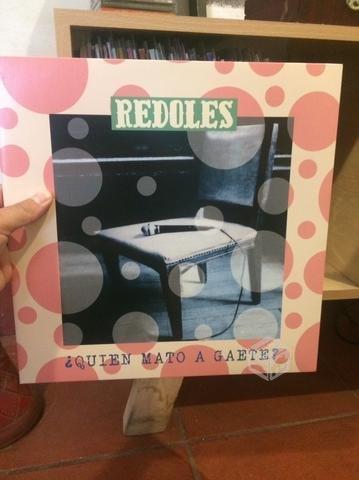 REDOLES
¿QUIEN MATO A GAETE?